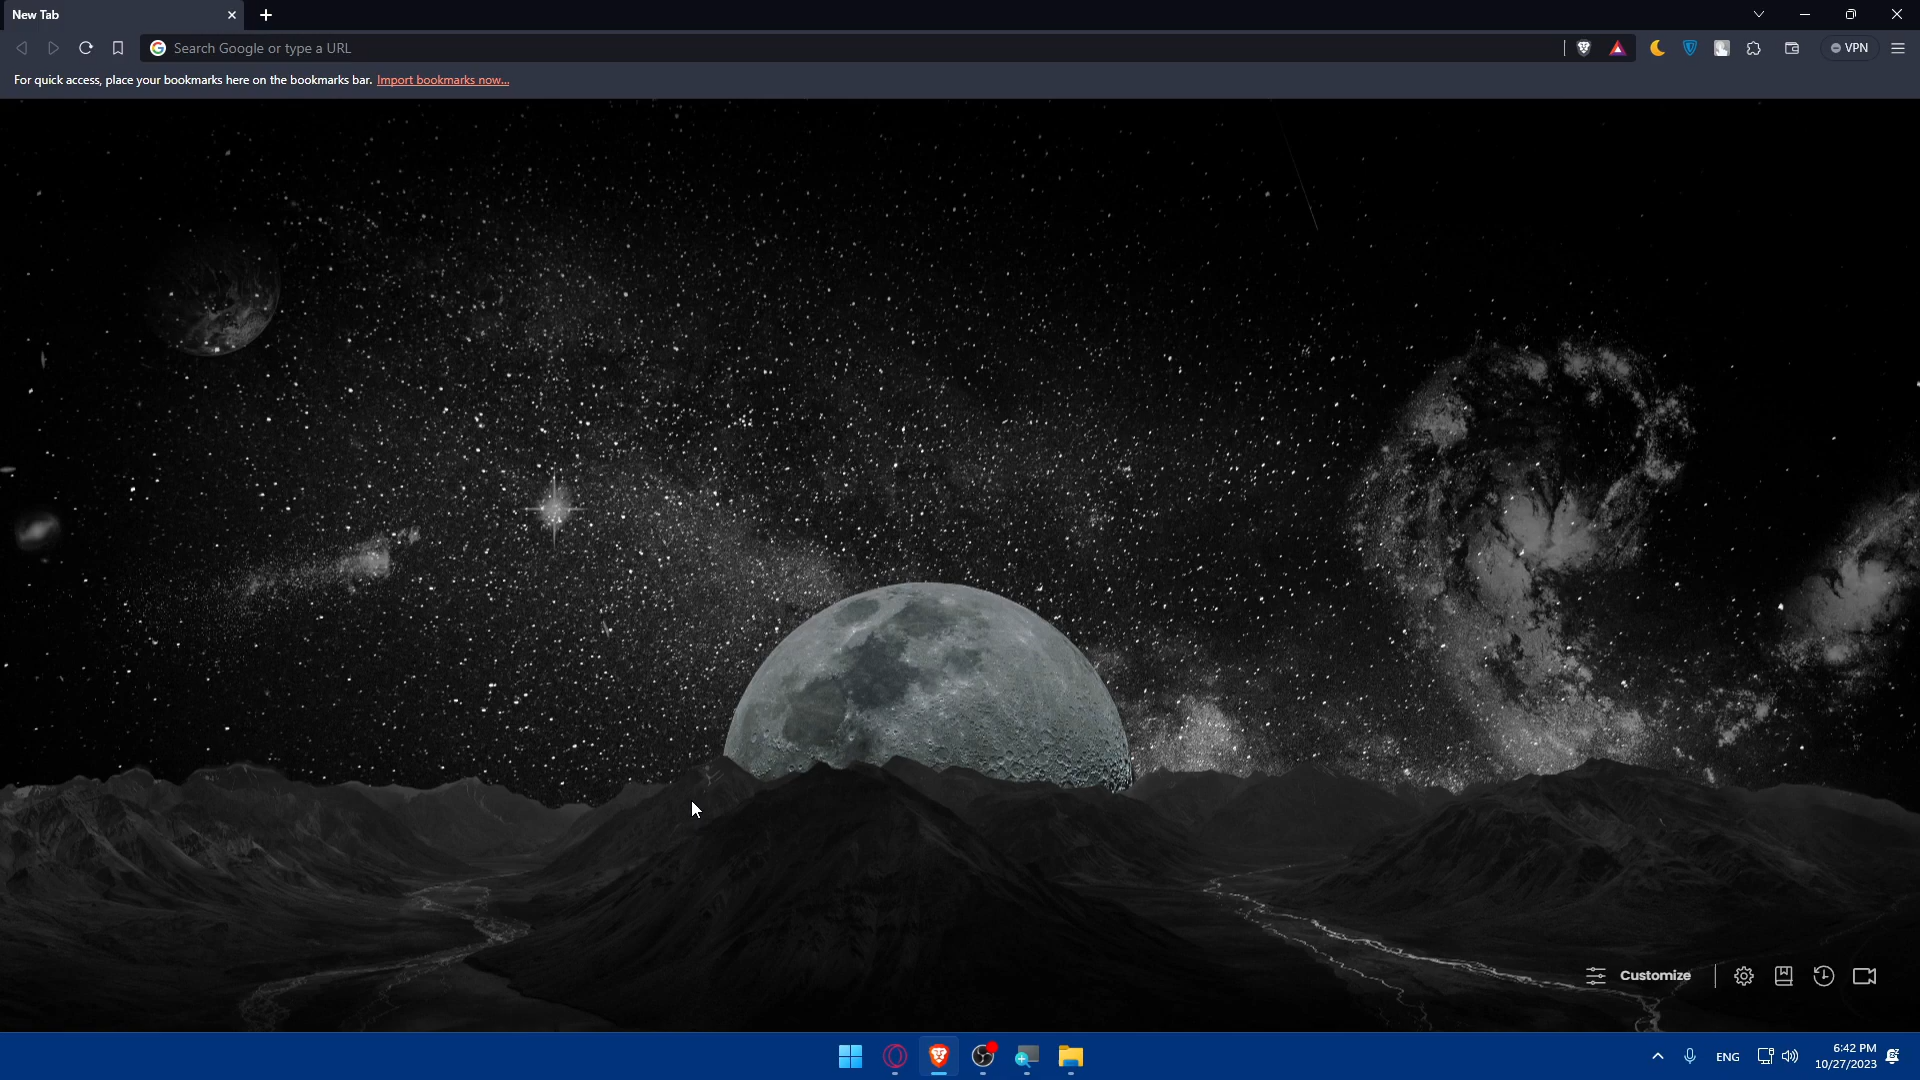 New Tab
Search Google or type a URL
VPN
For quick access, place your bookmarks here on the bookmarks bar. Import bookmarks now...
Customize
ENG
6:42 PM
10/27/2023